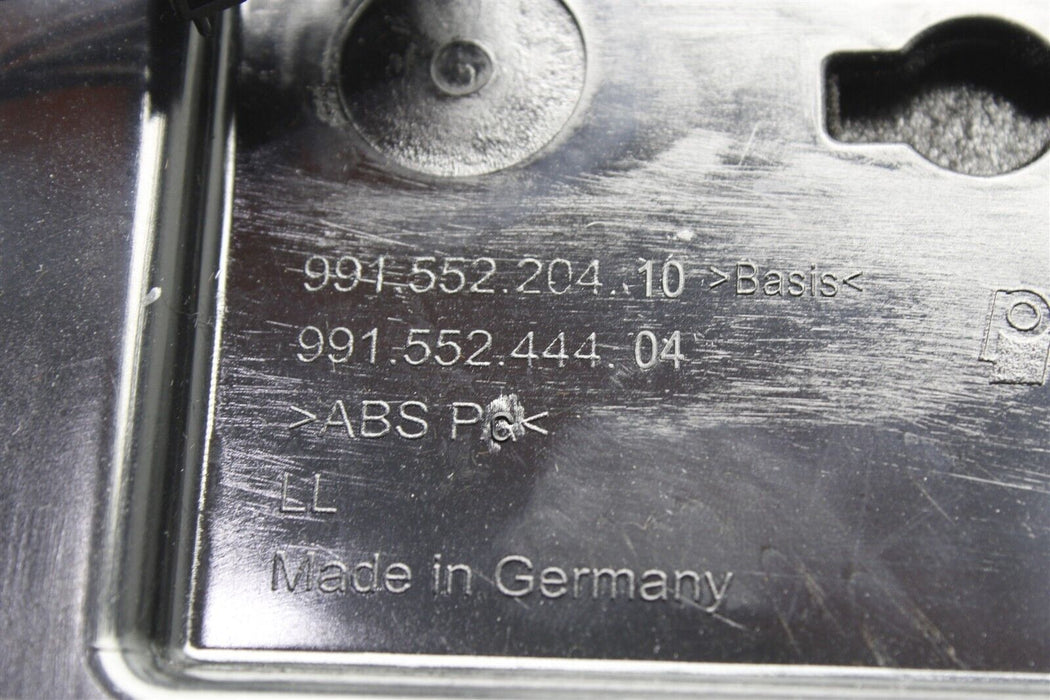 991.552.204..10 >Basis<
991.552.444. 04
>ABS Pc<
LL
Made in Germany